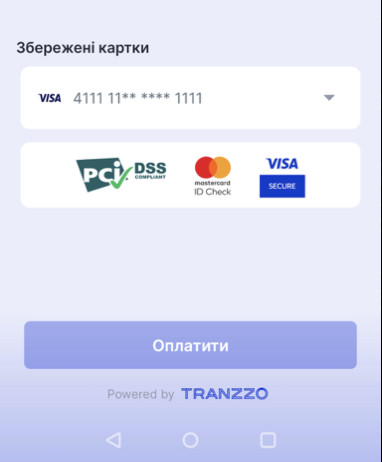 Збережені картки
VISA 4111 11** **** 1111
PCi DSS COMPLIANT
mastercard
ID Check
VISA
SECURE
Оплатити
Powered by TRANZZO